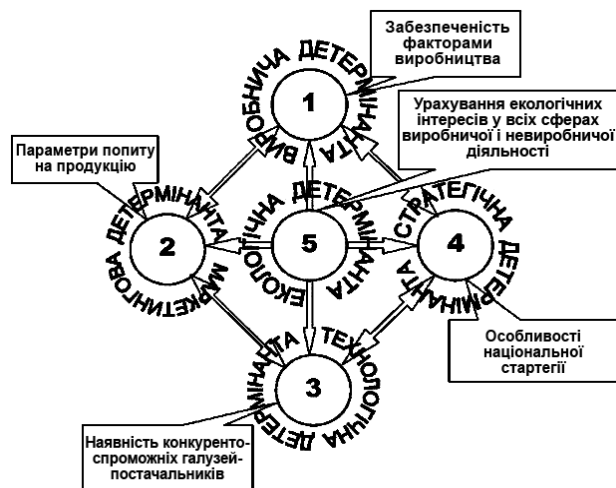 Забезпеченість
факторами
виробництва
ВИРОБНИЧА ДЕТЕРМІНАНТА
1
Урахування екологічних
інтересів у всіх сферах
виробничої і невиробничої
діяльності
Параметри попиту
на продукцію
МАРКЕТИНГОВА ДЕТЕРМІНАНТА
2
ЕКОЛОГІЧНА ДЕТЕРМІНАНТА
5
СТРАТЕГІЧНА ДЕТЕРМІНАНТА
4
Особливості
національної
стартегії
ТЕХНОЛОГІЧНА ДЕТЕРМІНАНТА
3
Наявність конкуренто-
спроможніх галузей-
постачальників